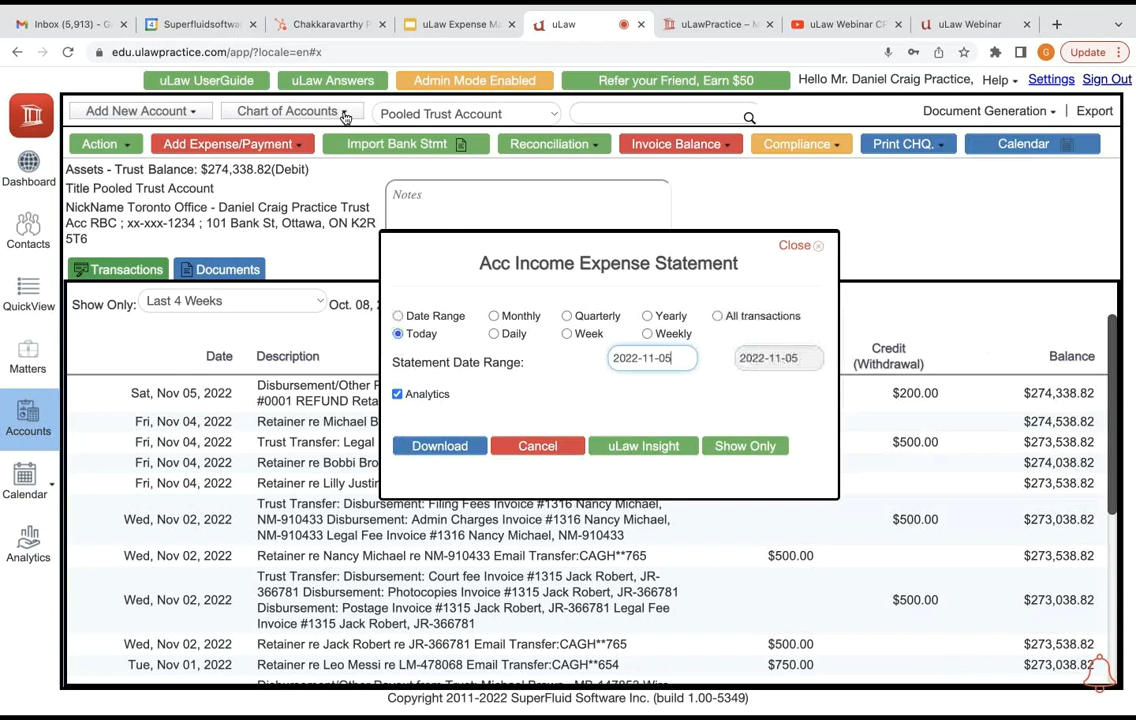 Inbox (5,913) - G
Superfluidsoftwa
Chakkaravarthy P
uLaw Expense Ma
uLaw
uLawPractice – M
uLaw Webinar CP
uLaw Webinar
edu.ulawpractice.com/app/?locale=en#x
G
Update
uLaw UserGuide
uLaw Answers
Admin Mode Enabled
Refer your Friend, Earn $50
Hello Mr. Daniel Craig Practice, Help
Settings
Sign Out
Add New Account
Chart of Accounts
Pooled Trust Account
Document Generation
Export
Action
Add Expense/Payment
Import Bank Stmt
Reconciliation
Invoice Balance
Compliance
Print CHQ.
Calendar
Dashboard
Contacts
QuickView
Matters
Accounts
Calendar
Analytics
Assets - Trust Balance: $274,338.82(Debit)
Title Pooled Trust Account
NickName Toronto Office - Daniel Craig Practice Trust
Acc RBC ; xx-xxx-1234 ; 101 Bank St, Ottawa, ON K2R
5T6
Notes
Transactions
Documents
Show Only:
Last 4 Weeks
Oct. 08, 2
Close
Acc Income Expense Statement
Date Range
Monthly
Quarterly
Yearly
All transactions
Today
Daily
Week
Weekly
Statement Date Range:
2022-11-05
2022-11-05
Analytics
Download
Cancel
uLaw Insight
Show Only
Date
Description
Credit
(Withdrawal)
Balance
Sat, Nov 05, 2022
Disbursement/Other P
#0001 REFUND Reta
$200.00
$274,338.82
Fri, Nov 04, 2022
Retainer re Michael B
$274,538.82
Fri, Nov 04, 2022
Trust Transfer: Legal
$500.00
$273,538.82
Fri, Nov 04, 2022
Retainer re Bobbi Bro
$274,038.82
Fri, Nov 04, 2022
Retainer re Lilly Justin
$273,538.82
Wed, Nov 02, 2022
Trust Transfer: Disbursement: Filing Fees Invoice #1316 Nancy Michael,
NM-910433 Disbursement: Admin Charges Invoice #1316 Nancy Michael,
NM-910433 Legal Fee Invoice #1316 Nancy Michael, NM-910433
$500.00
$273,038.82
Wed, Nov 02, 2022
Retainer re Nancy Michael re NM-910433 Email Transfer:CAGH**765
$500.00
$273,538.82
Wed, Nov 02, 2022
Trust Transfer: Disbursement: Court fee Invoice #1315 Jack Robert, JR-
366781 Disbursement: Photocopies Invoice #1315 Jack Robert, JR-366781
Disbursement: Postage Invoice #1315 Jack Robert, JR-366781 Legal Fee
Invoice #1315 Jack Robert, JR-366781
$500.00
$273,038.82
Wed, Nov 02, 2022
Retainer re Jack Robert re JR-366781 Email Transfer:CAGH**765
$500.00
$273,538.82
Tue, Nov 01, 2022
Retainer re Leo Messi re LM-478068 Email Transfer:CAGH**654
$750.00
$273,038.82
Copyright 2011-2022 SuperFluid Software Inc. (build 1.00-5349)